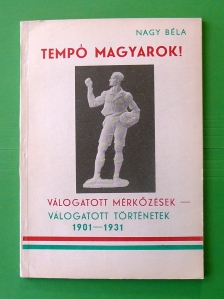 NAGY BÉLA
TEMPÓ MAGYAROK!
VÁLOGATOTT MÉRKŐZÉSEK —
VÁLOGATOTT TÖRTÉNETEK
1901—1931